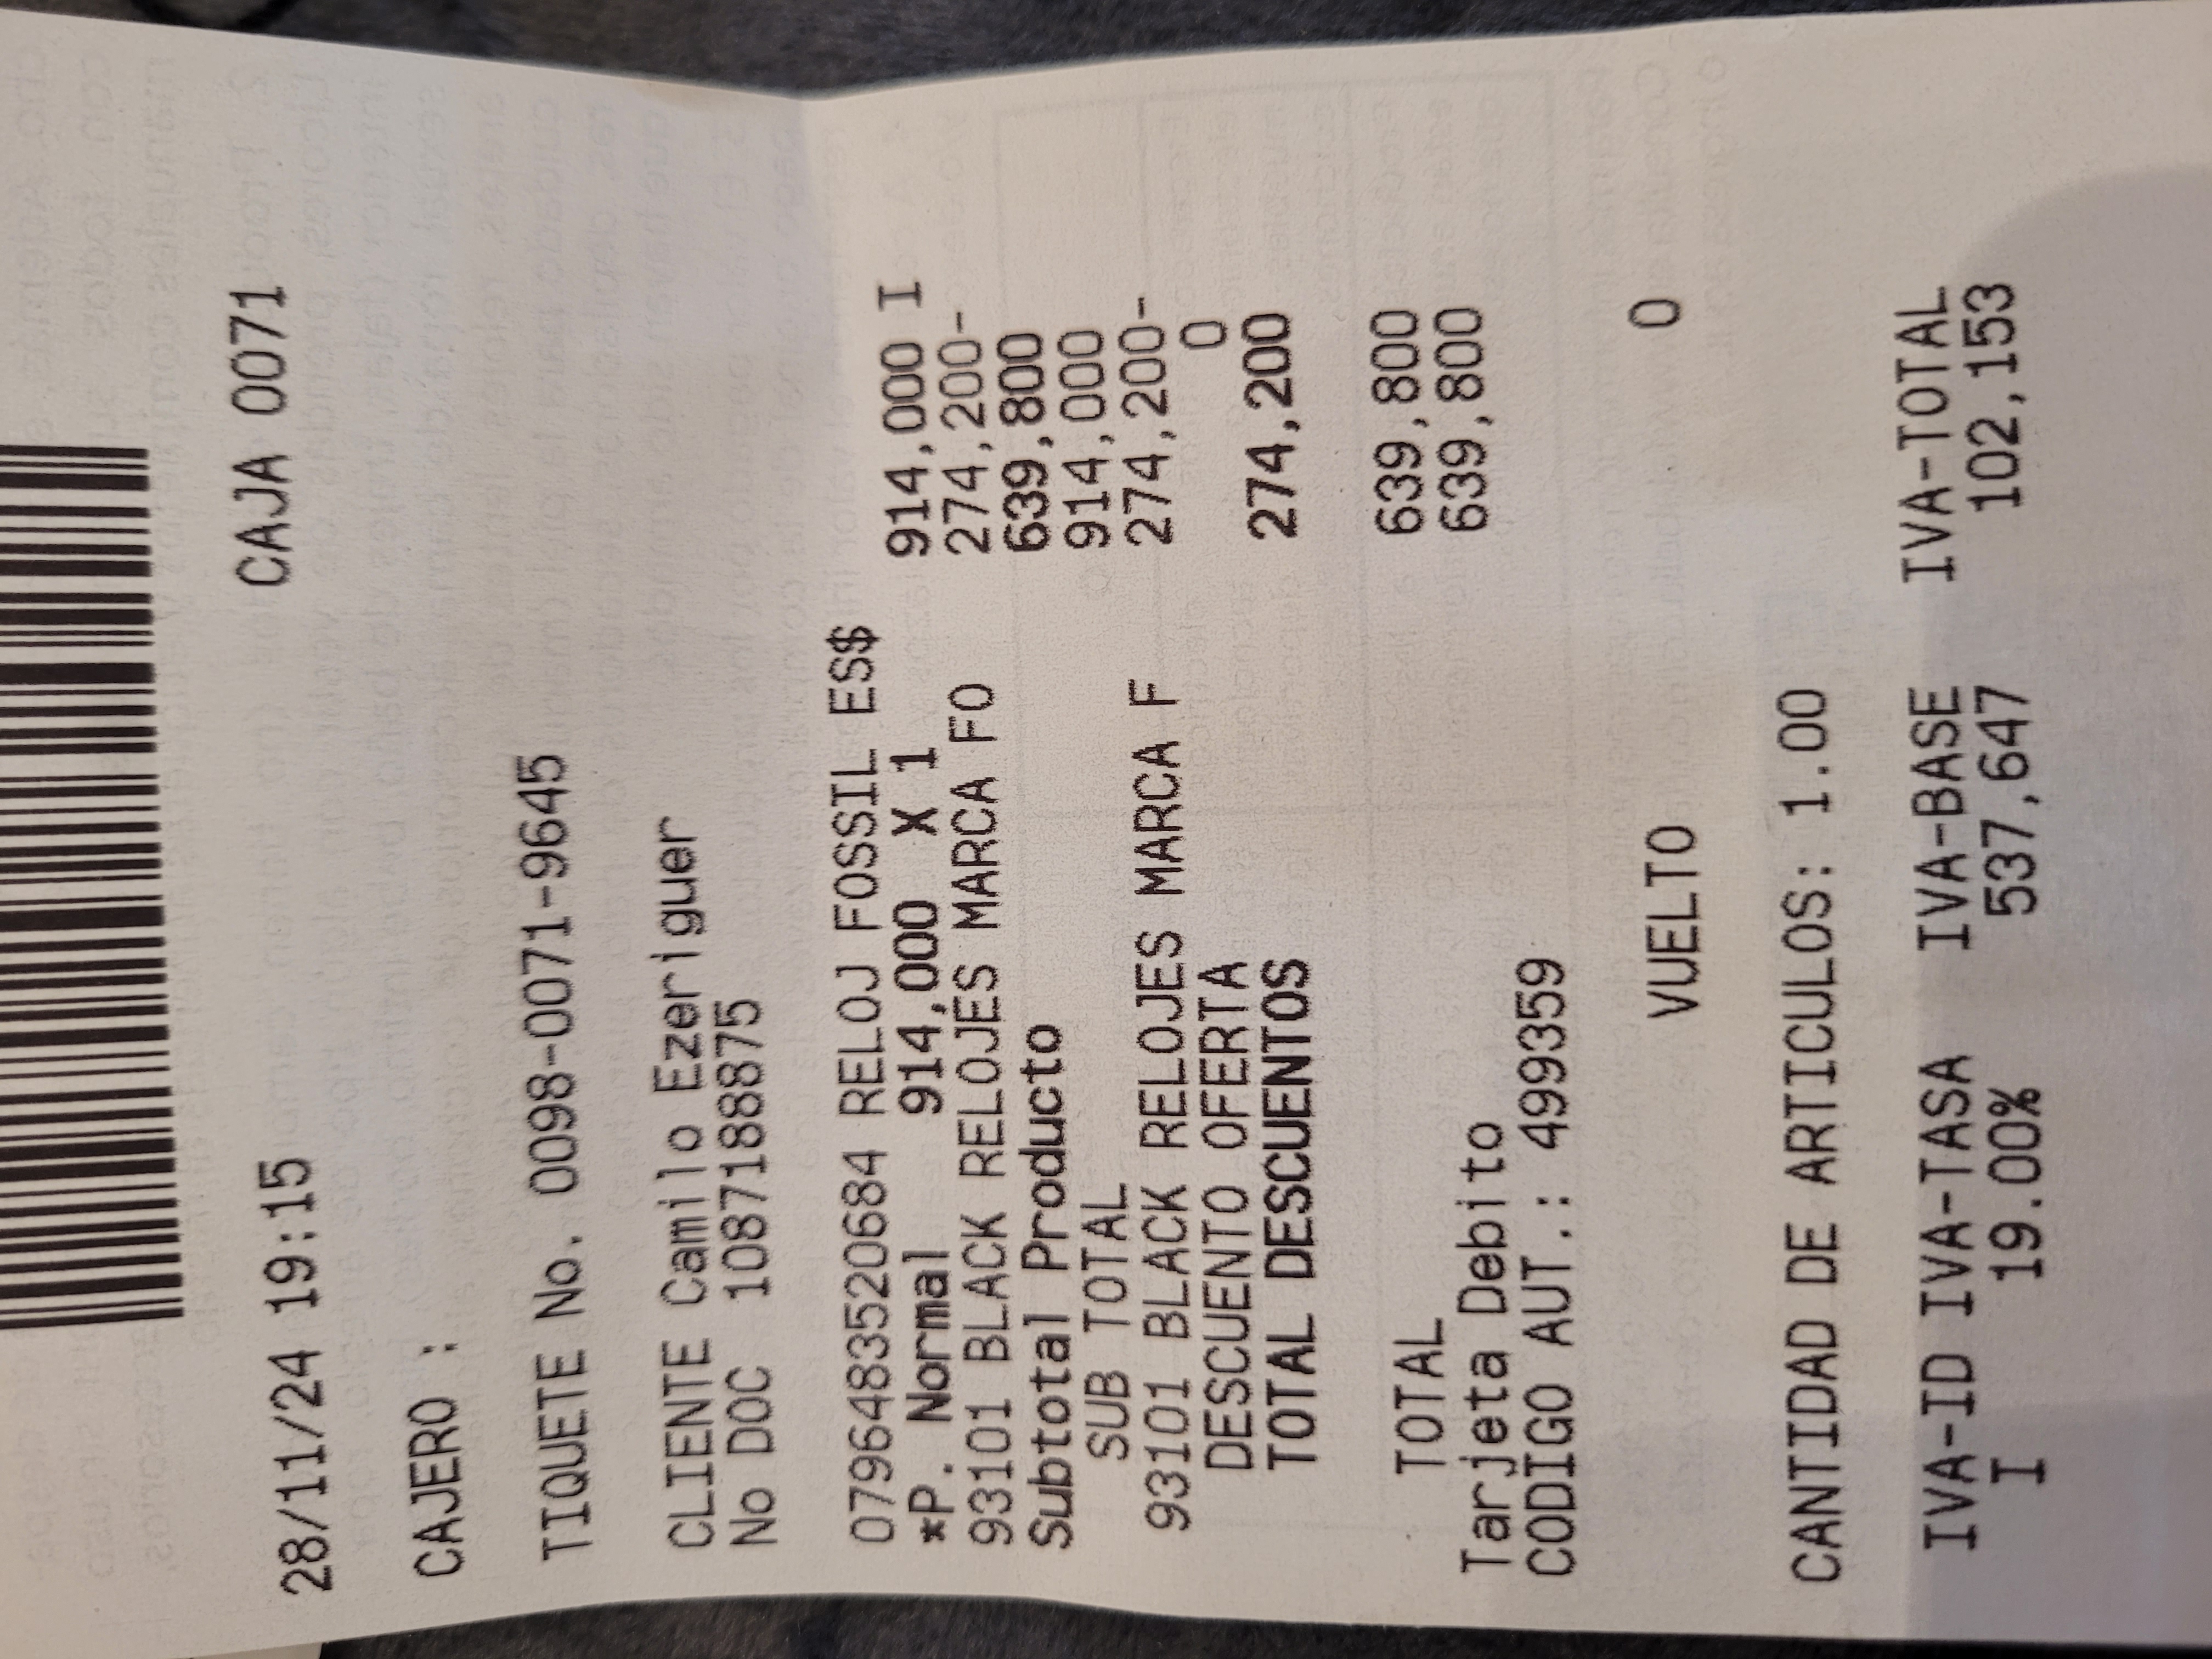 CAJA 0071
28/11/24 19:15
CAJERO :
TIQUETE No. 0098-0071-9645
CLIENTE Camilo Ezeriguer
No DOC 1087188875
0796483520684 RELOJ FOSSIL ES$
*P. Normal 914,000 X 1 914,000 I
93101 BLACK RELOJES MARCA FO 274,200-
Subtotal Producto 639,800
SUB TOTAL 914,000
93101 BLACK RELOJES MARCA F 274,200-
DESCUENTO OFERTA 0
TOTAL DESCUENTOS 274,200
TOTAL 639,800
Tarjeta Debito 639,800
CODIGO AUT.: 499359
VUELTO 0
CANTIDAD DE ARTICULOS: 1.00
IVA-ID IVA-TASA IVA-BASE IVA-TOTAL
I 19.00% 537,647 102,153